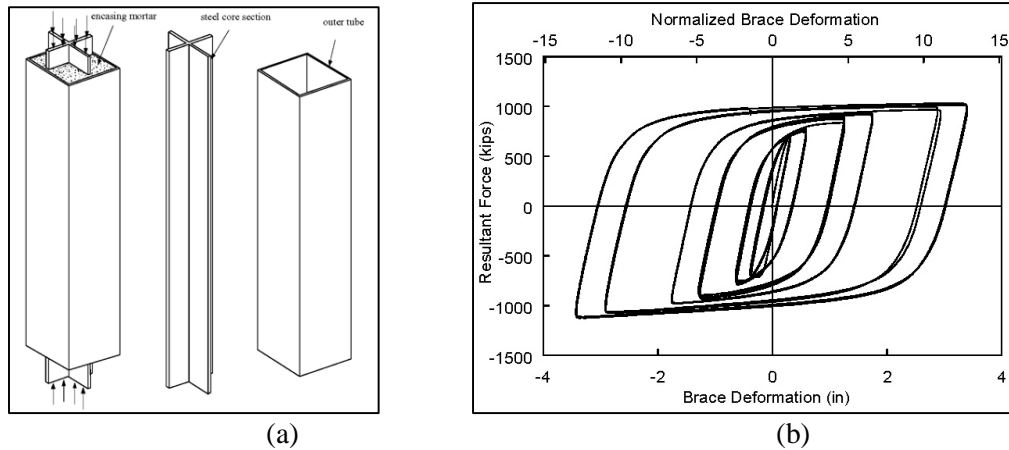 encasing mortar
steel core section
outer tube
(a)
Normalized Brace Deformation
-15 -10 -5 0 5 10 15
1500
1000
500
0
-500
-1000
-1500
Resultant Force (kips)
-4 -2 0 2 4
Brace Deformation (in)
(b)